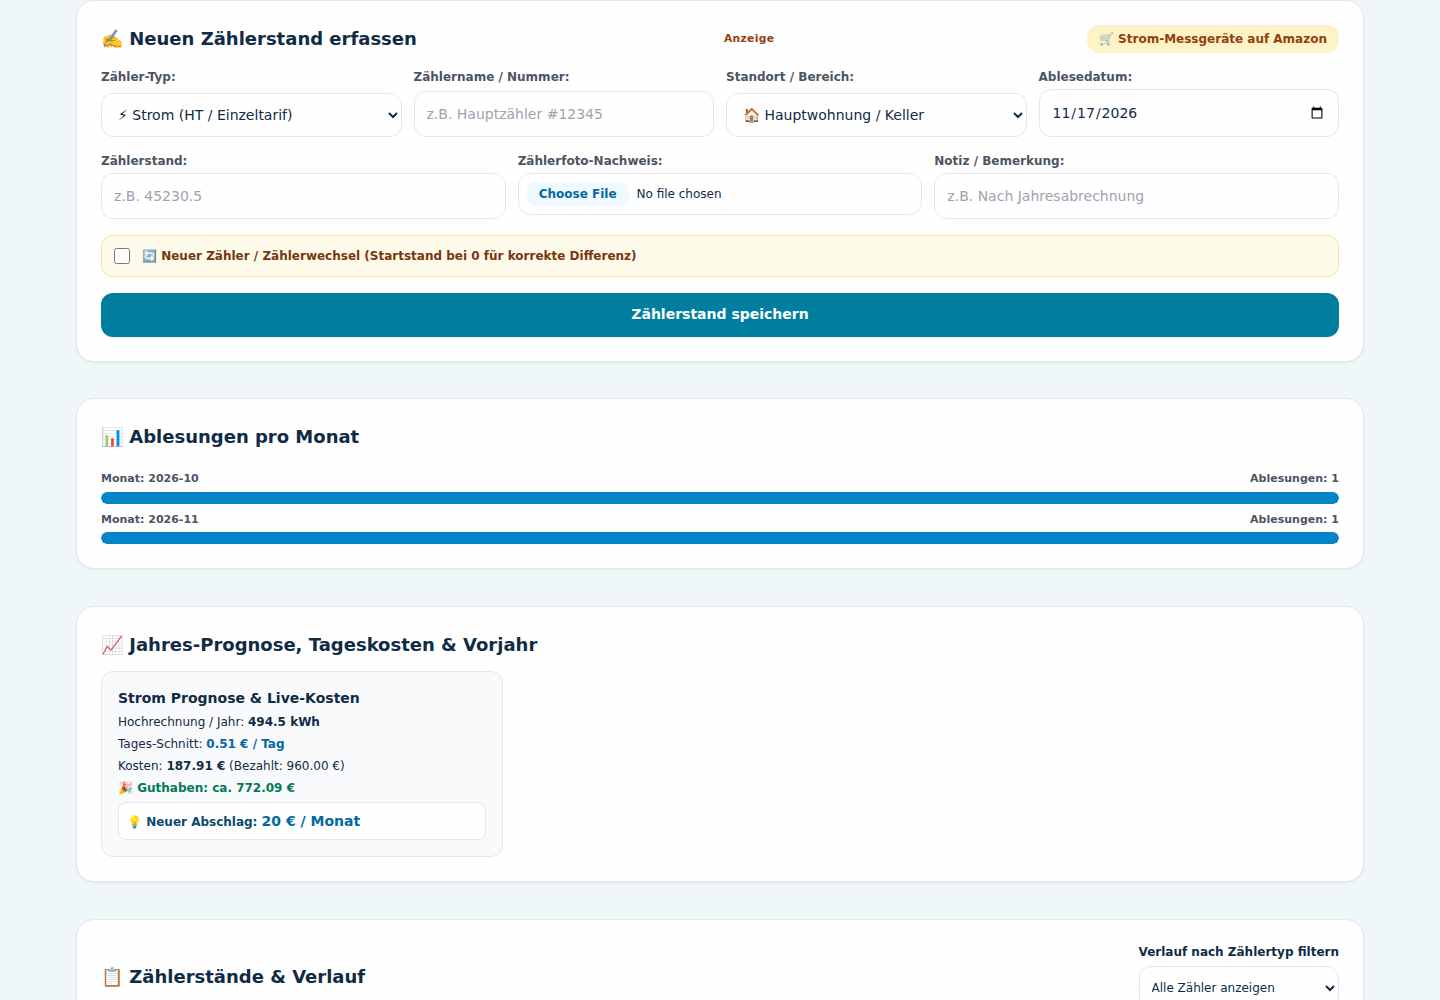 ✍️ Neuen Zählerstand erfassen
Anzeige
🛒 Strom-Messgeräte auf Amazon
Zähler-Typ:
Zählername / Nummer:
Standort / Bereich:
Ablesedatum:
⚡ Strom (HT / Einzeltarif)
z.B. Hauptzähler #12345
🏠 Hauptwohnung / Keller
11/17/2026
Zählerstand:
Zählerfoto-Nachweis:
Notiz / Bemerkung:
z.B. 45230.5
Choose File No file chosen
z.B. Nach Jahresabrechnung
🔄 Neuer Zähler / Zählerwechsel (Startstand bei 0 für korrekte Differenz)
Zählerstand speichern
📊 Ablesungen pro Monat
Monat: 2026-10
Ablesungen: 1
Monat: 2026-11
Ablesungen: 1
📈 Jahres-Prognose, Tageskosten & Vorjahr
Strom Prognose & Live-Kosten
Hochrechnung / Jahr: 494.5 kWh
Tages-Schnitt: 0.51 € / Tag
Kosten: 187.91 € (Bezahlt: 960.00 €)
🎉 Guthaben: ca. 772.09 €
💡 Neuer Abschlag: 20 € / Monat
Verlauf nach Zählertyp filtern
📋 Zählerstände & Verlauf
Alle Zähler anzeigen